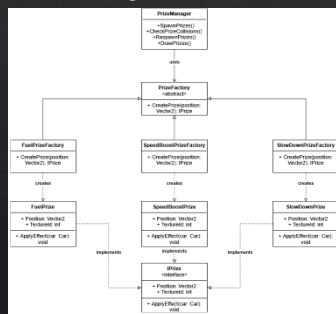 PrizeManager
+SpawnPrizes()
+CheckPrizeCollisions()
+RespawnPrizes()
+DrawPrizes()
uses
PrizeFactory
<abstract>
+ CreatePrize(position:
Vector2): IPrize
FuelPrizeFactory
+ CreatePrize(position:
Vector2): IPrize
SpeedBoostPrizeFactory
+ CreatePrize(position:
Vector2): IPrize
SlowDownPrizeFactory
+ CreatePrize(position:
Vector2): IPrize
creates
creates
creates
FuelPrize
+ Position: Vector2
+ TextureId: int
+ ApplyEffect(car: Car):
void
SpeedBoostPrize
+ Position: Vector2
+ TextureId: int
+ ApplyEffect(car: Car):
void
SlowDownPrize
+ Position: Vector2
+ TextureId: int
+ ApplyEffect(car: Car):
void
implements
implements
implements
IPrize
<interface>
+ Position: Vector2
+ TextureId: int
+ ApplyEffect(car: Car):
void